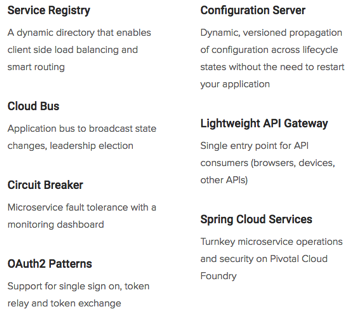 Service Registry
A dynamic directory that enables
client side load balancing and
smart routing
Cloud Bus
Application bus to broadcast state
changes, leadership election
Circuit Breaker
Microservice fault tolerance with a
monitoring dashboard
OAuth2 Patterns
Support for single sign on, token
relay and token exchange
Configuration Server
Dynamic, versioned propagation
of configuration across lifecycle
states without the need to restart
your application
Lightweight API Gateway
Single entry point for API
consumers (browsers, devices,
other APIs)
Spring Cloud Services
Turnkey microservice operations
and security on Pivotal Cloud
Foundry